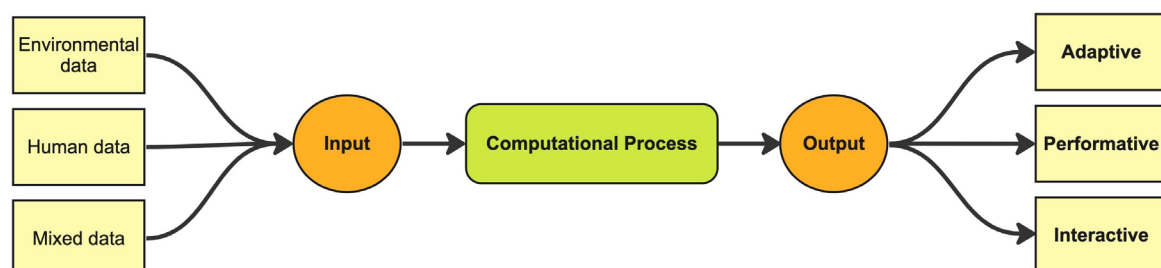 Environmental
data
Human data
Mixed data
Input
Computational Process
Output
Adaptive
Performative
Interactive